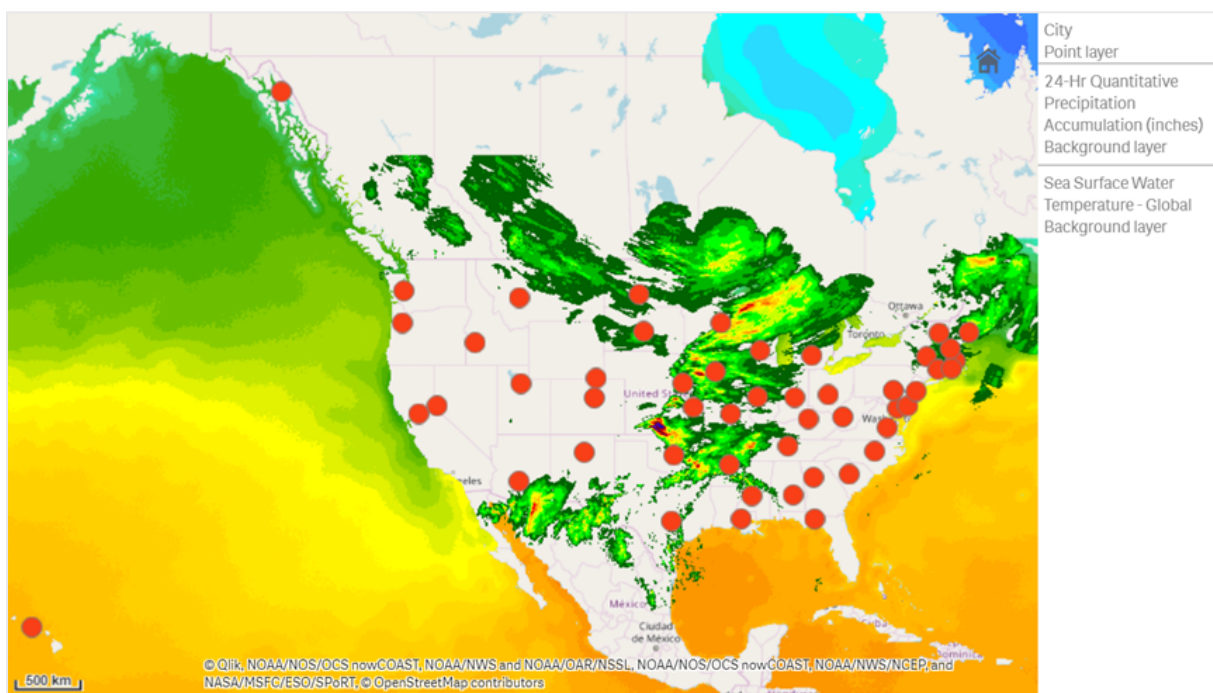 City
Point layer
24-Hr Quantitative
Precipitation
Accumulation (inches)
Background layer
Sea Surface Water
Temperature - Global
Background layer
Ottawa
Toronto
United
eles
México
Ciudad
de México
Cuba
© Qlik, NOAA/NOS/OCS nowCOAST, NOAA/NWS and NOAA/OAR/NSSL, NOAA/NOS/OCS nowCOAST, NOAA/NWS/NCEP, and
NASA/MSFC/ESO/SPoRT, © OpenStreetMap contributors
500 km